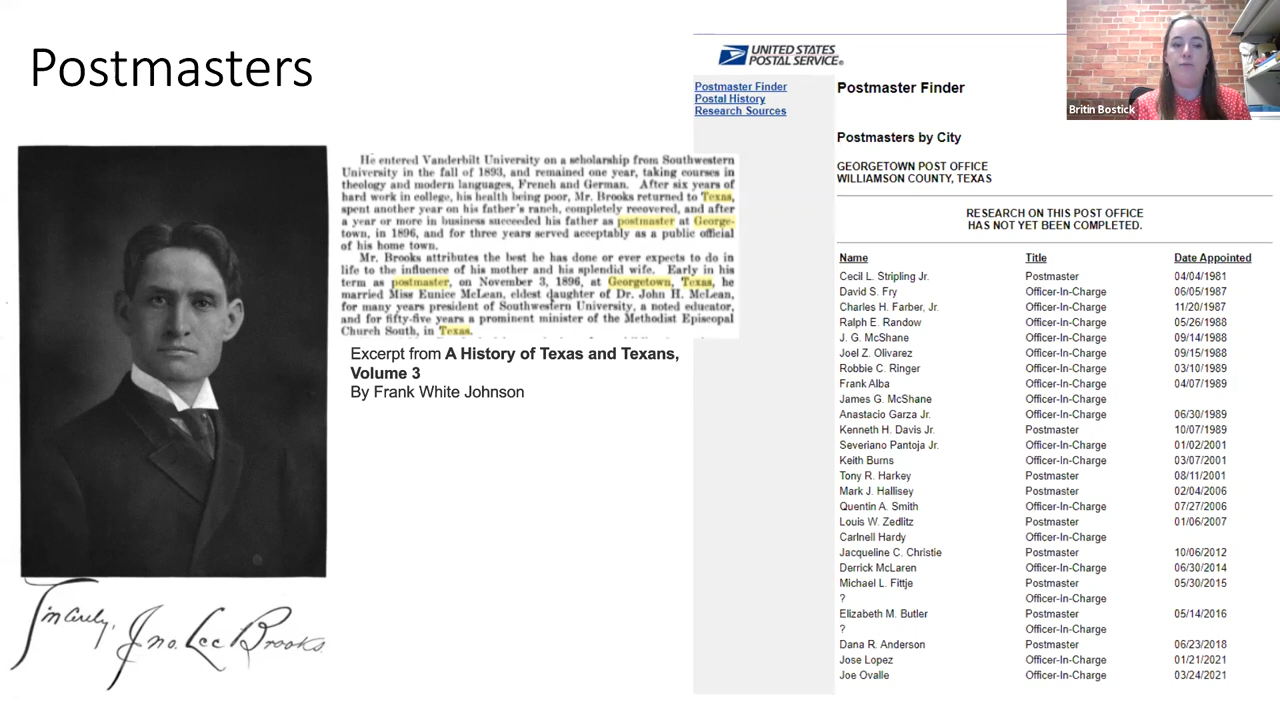 Postmasters
He entered Vanderbilt University on a scholarship from Southwestern
University in the fall of 1893, and remained one year, taking courses in
theology and modern languages, French and German. After six years of
hard work in college, his health being poor, Mr. Brooks returned to Texas,
spent another year on his father's ranch, completely recovered, and after
a year or more in business succeeded his father as postmaster at George-
town, in 1896, and for three years served acceptably as a public official
of his home town.
Mr. Brooks attributes the best he has done or ever expects to do in
life to the influence of his mother and his splendid wife. Early in his
term as postmaster, on November 3, 1896, at Georgetown, Texas, he
married Miss Eunice McLean, eldest daughter of Dr. John H. McLean,
for many years president of Southwestern University, a noted educator,
and for fifty-five years a prominent minister of the Methodist Episcopal
Church South, in Texas.
Excerpt from A History of Texas and Texans,
Volume 3
By Frank White Johnson
Sincerely, Jno. Lee Brooks.
UNITED STATES
POSTAL SERVICE®
Postmaster Finder
Postal History
Research Sources
Postmaster Finder
Postmasters by City
GEORGETOWN POST OFFICE
WILLIAMSON COUNTY, TEXAS
RESEARCH ON THIS POST OFFICE
HAS NOT YET BEEN COMPLETED.
Name Title Date Appointed
Cecil L. Stripling Jr. Postmaster 04/04/1981
David S. Fry Officer-In-Charge 06/05/1987
Charles H. Farber, Jr. Officer-In-Charge 11/20/1987
Ralph E. Randow Officer-In-Charge 05/26/1988
J. G. McShane Officer-In-Charge 09/14/1988
Joel Z. Olivarez Officer-In-Charge 09/15/1988
Robbie C. Ringer Officer-In-Charge 03/10/1989
Frank Alba Officer-In-Charge 04/07/1989
James G. McShane Officer-In-Charge
Anastacio Garza Jr. Officer-In-Charge 06/30/1989
Kenneth H. Davis Jr. Postmaster 10/07/1989
Severiano Pantoja Jr. Officer-In-Charge 01/02/2001
Keith Burns Officer-In-Charge 03/07/2001
Tony R. Harkey Postmaster 08/11/2001
Mark J. Hallisey Postmaster 02/04/2006
Quentin A. Smith Officer-In-Charge 07/27/2006
Louis W. Zedlitz Postmaster 01/06/2007
Carlnell Hardy Officer-In-Charge
Jacqueline C. Christie Postmaster 10/06/2012
Derrick McLaren Officer-In-Charge 06/30/2014
Michael L. Fittje Postmaster 05/30/2015
? Officer-In-Charge
Elizabeth M. Butler Postmaster 05/14/2016
? Officer-In-Charge
Dana R. Anderson Postmaster 06/23/2018
Jose Lopez Officer-In-Charge 01/21/2021
Joe Ovalle Officer-In-Charge 03/24/2021
Britin Bostick